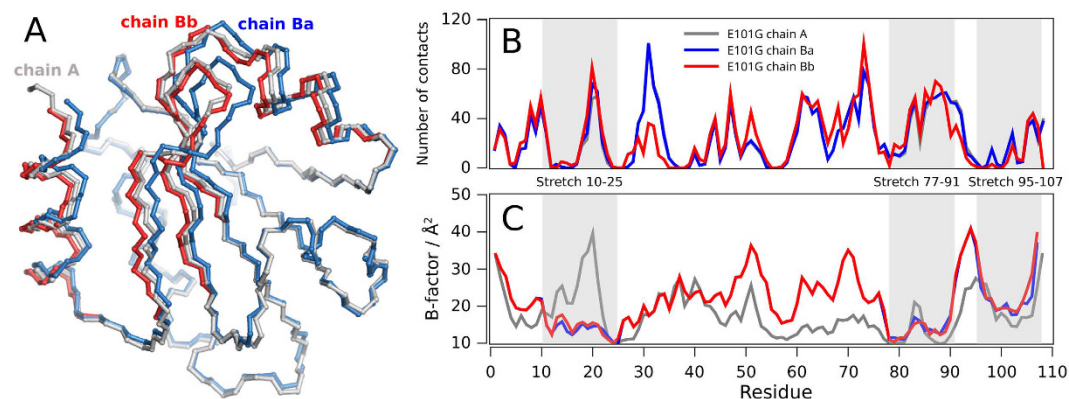 A
chain Bb
chain Ba
chain A
B
Number of contacts
120
80
40
0
E101G chain A
E101G chain Ba
E101G chain Bb
Stretch 10-25
Stretch 77-91
Stretch 95-107
C
B-factor / Å²
50
40
30
20
10
0 10 20 30 40 50 60 70 80 90 100 110
Residue